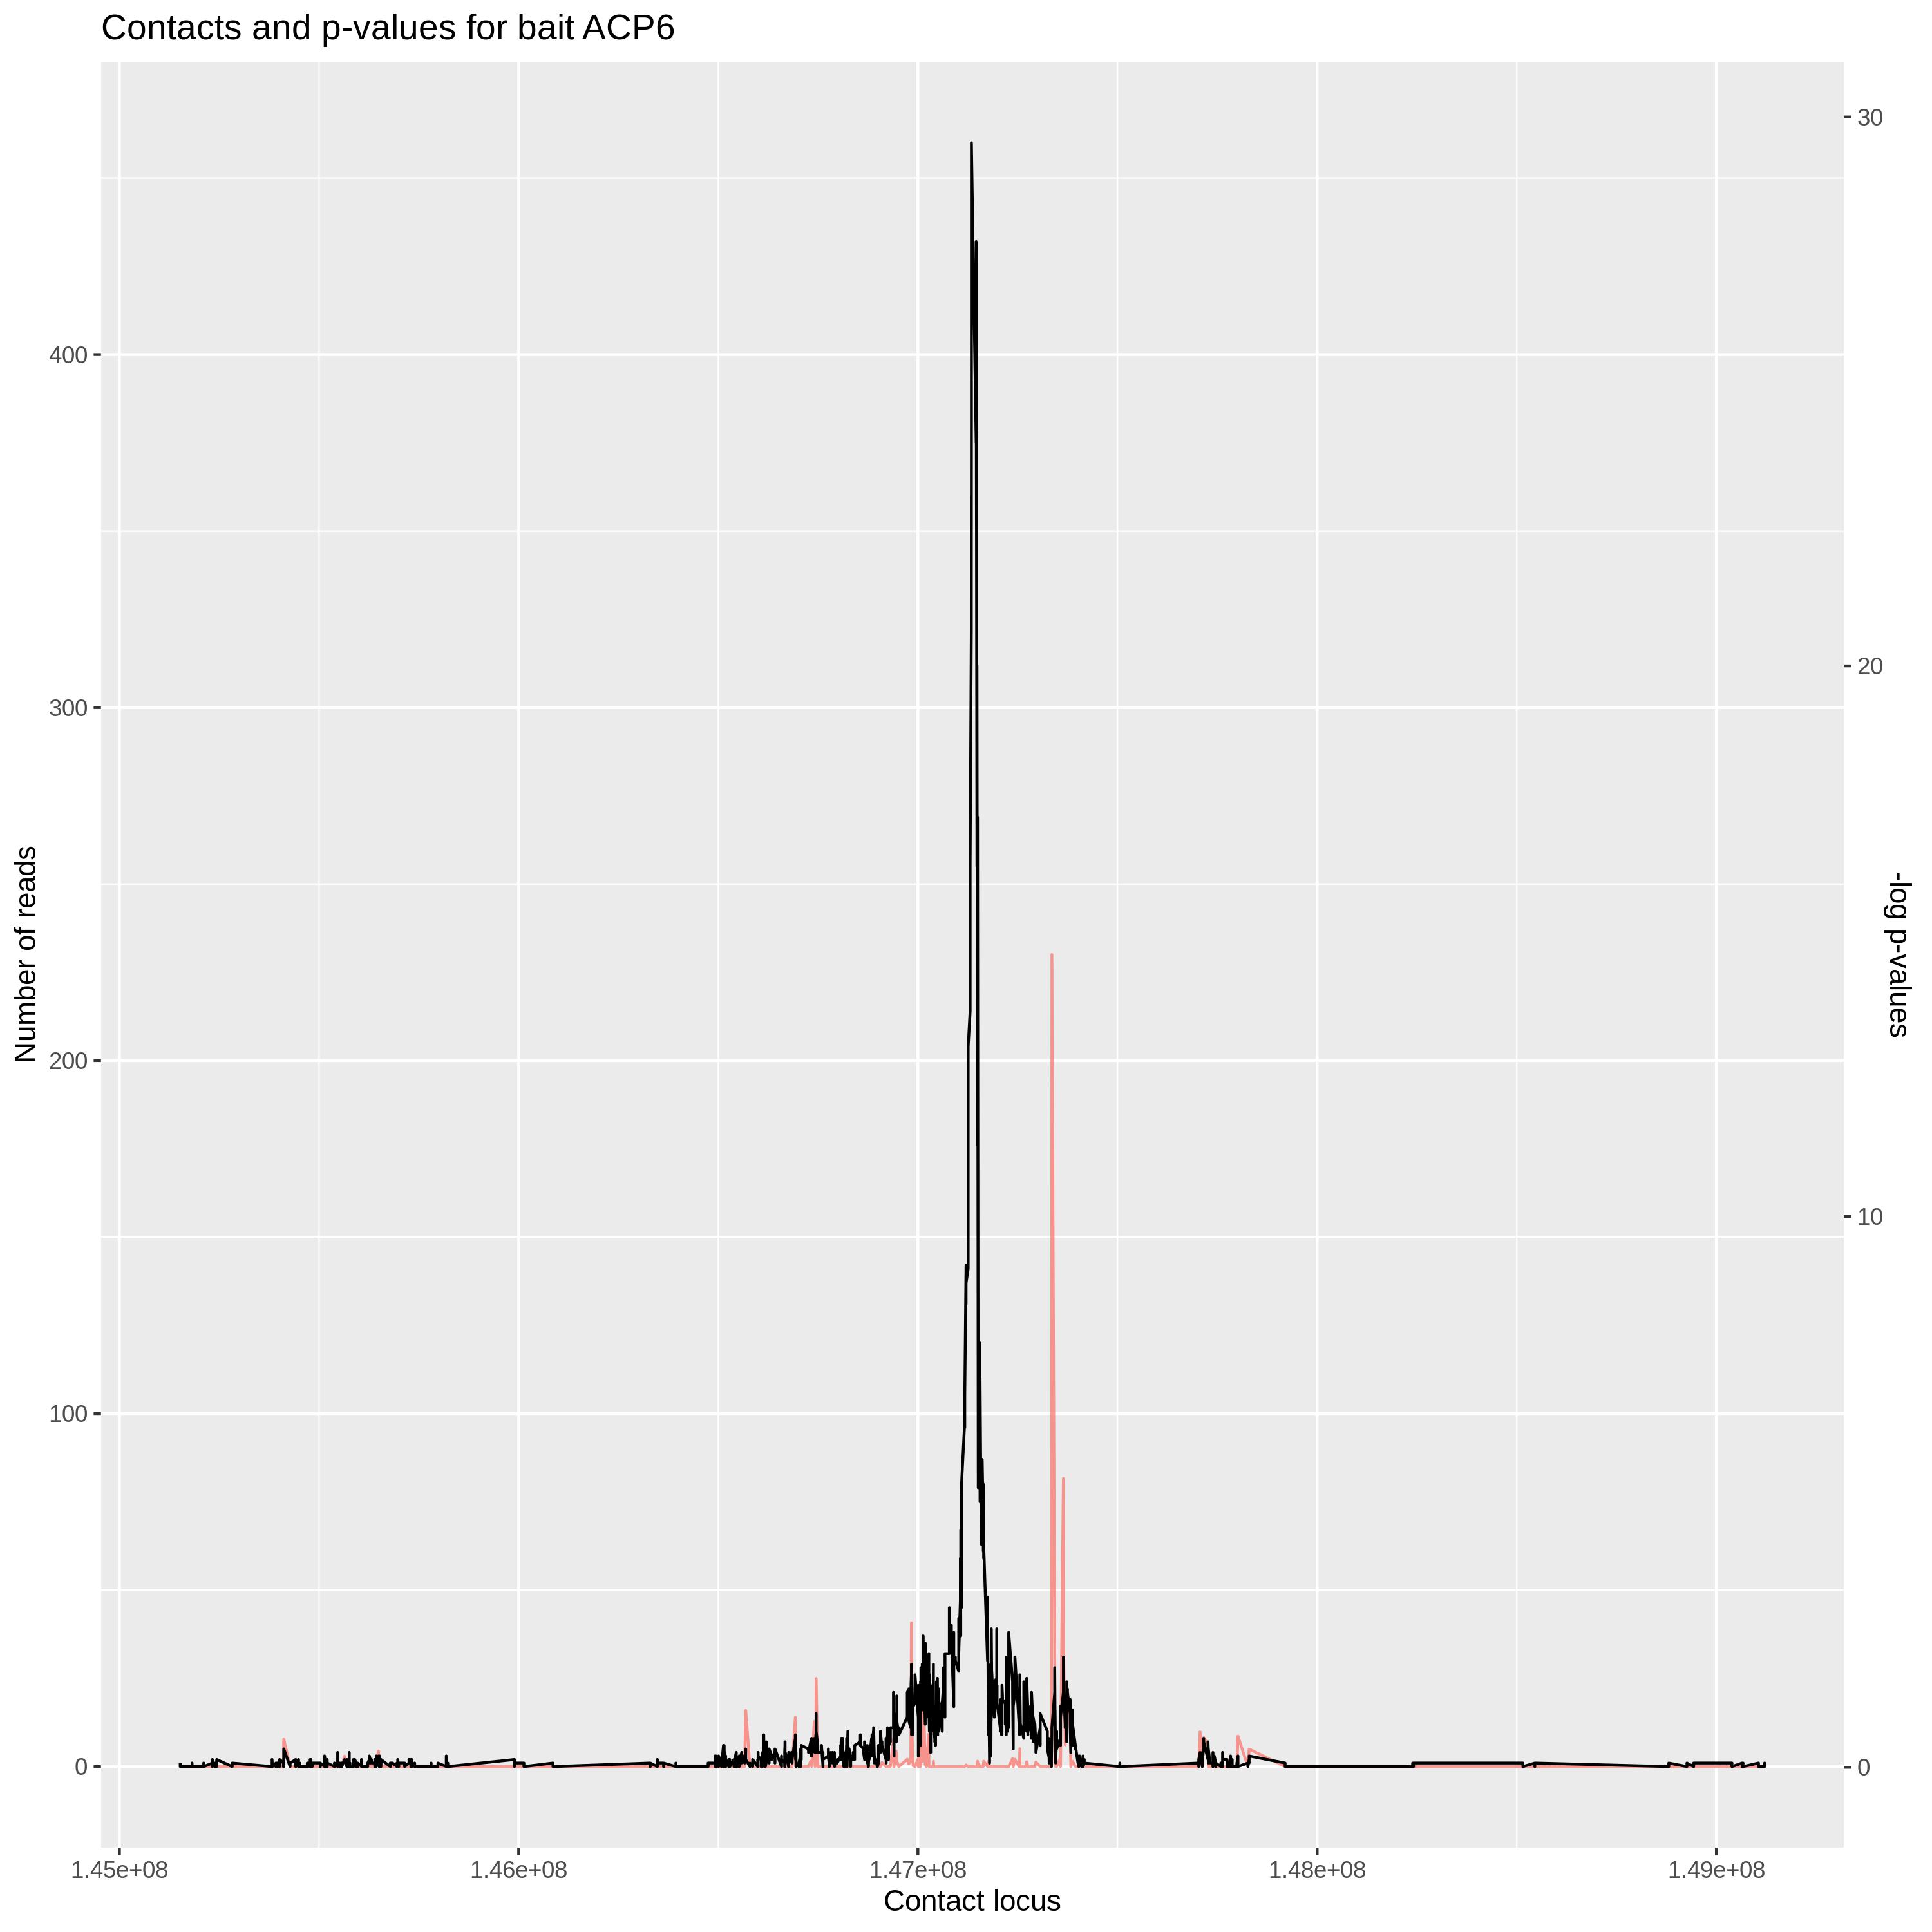 Contacts and p-values for bait ACP6
Number of reads
400
300
200
100
0
30
20
10
0
-log p-values
1.45e+08
1.46e+08
1.47e+08
1.48e+08
1.49e+08
Contact locus